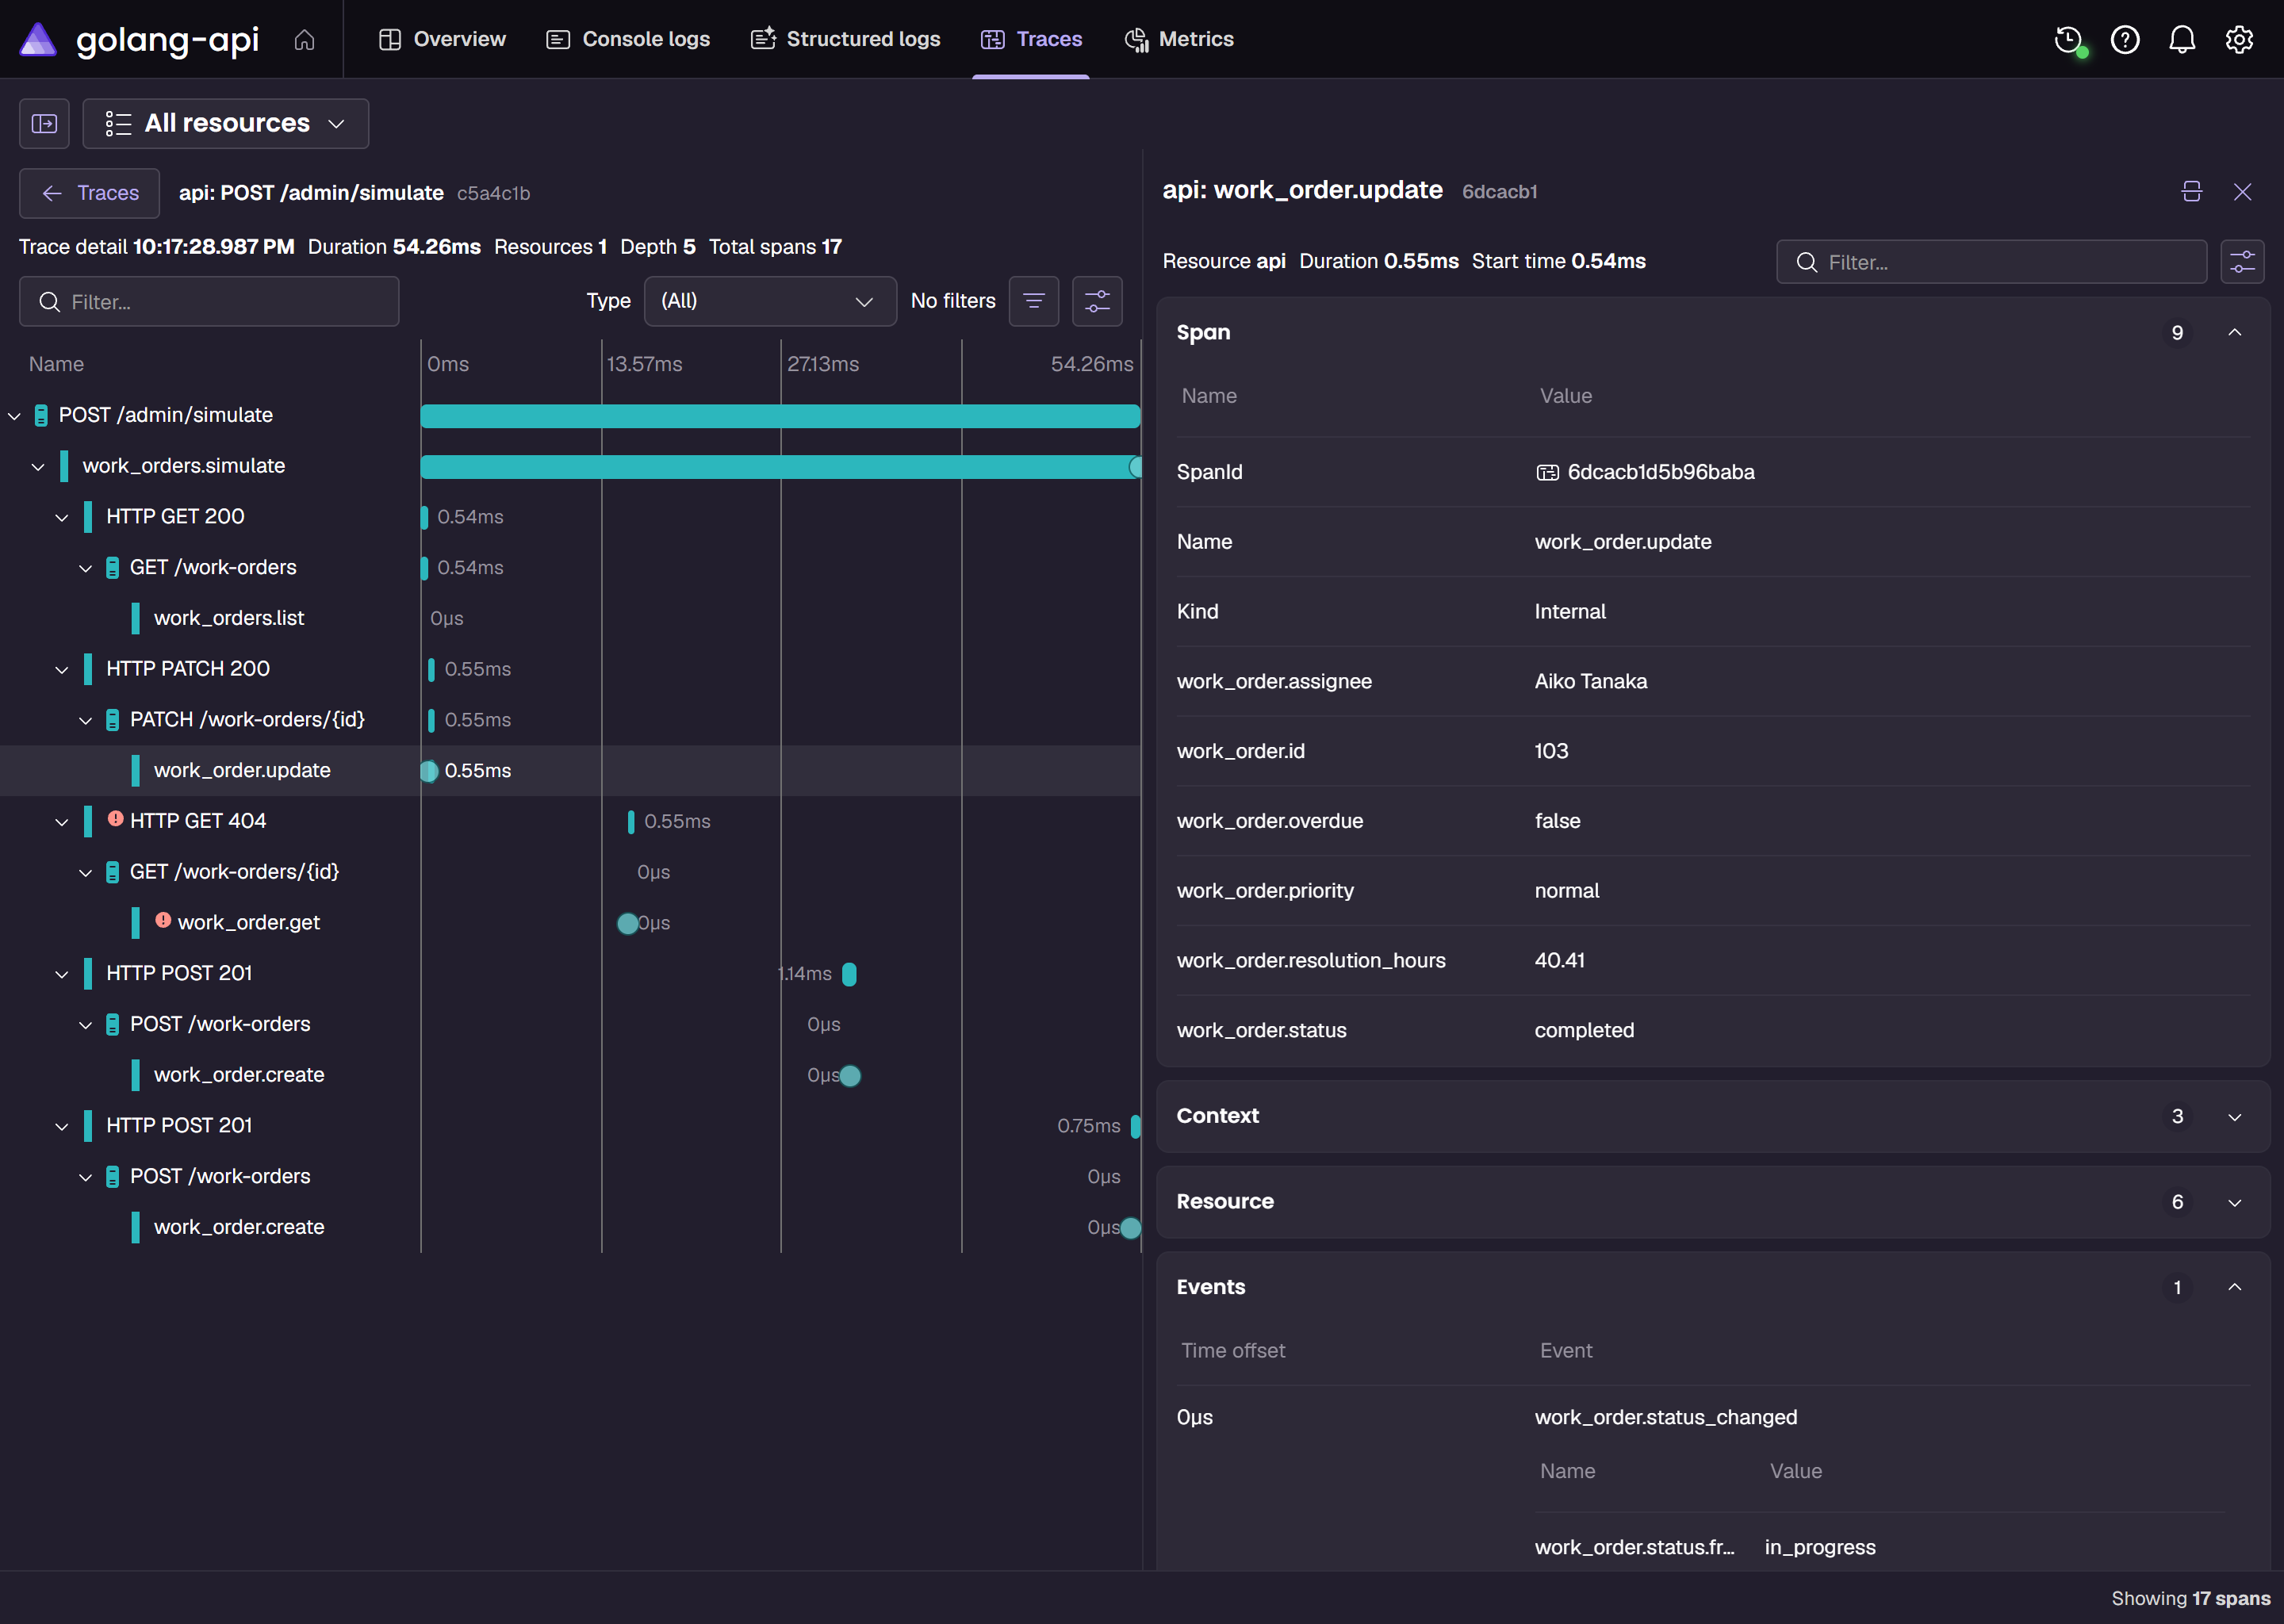 golang-api
Overview
Console logs
Structured logs
Traces
Metrics
All resources
Traces
api: POST /admin/simulate c5a4c1b
Trace detail 10:17:28.987 PM Duration 54.26ms Resources 1 Depth 5 Total spans 17
Filter...
Type
(All)
No filters
Name
0ms
13.57ms
27.13ms
54.26ms
POST /admin/simulate
work_orders.simulate
HTTP GET 200 0.54ms
GET /work-orders 0.54ms
work_orders.list 0μs
HTTP PATCH 200 0.55ms
PATCH /work-orders/{id} 0.55ms
work_order.update 0.55ms
HTTP GET 404 0.55ms
GET /work-orders/{id} 0μs
work_order.get 0μs
HTTP POST 201 1.14ms
POST /work-orders 0μs
work_order.create 0μs
HTTP POST 201 0.75ms
POST /work-orders 0μs
work_order.create 0μs
api: work_order.update 6dcacb1
Resource api Duration 0.55ms Start time 0.54ms
Filter...
Span 9
Name Value
SpanId 6dcacb1d5b96baba
Name work_order.update
Kind Internal
work_order.assignee Aiko Tanaka
work_order.id 103
work_order.overdue false
work_order.priority normal
work_order.resolution_hours 40.41
work_order.status completed
Context 3
Resource 6
Events 1
Time offset Event
0μs work_order.status_changed
Name Value
work_order.status.fr... in_progress
Showing 17 spans